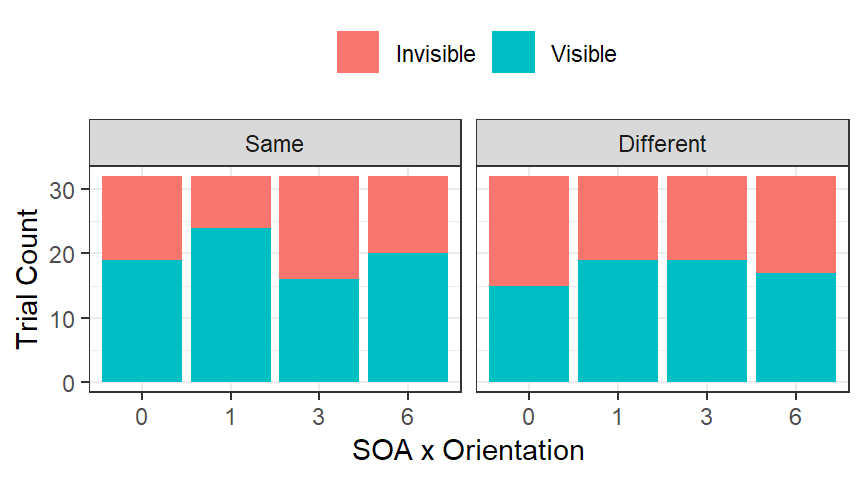 Invisible Visible
Same Different
Trial Count
30
20
10
0
0 1 3 6 0 1 3 6
SOA x Orientation